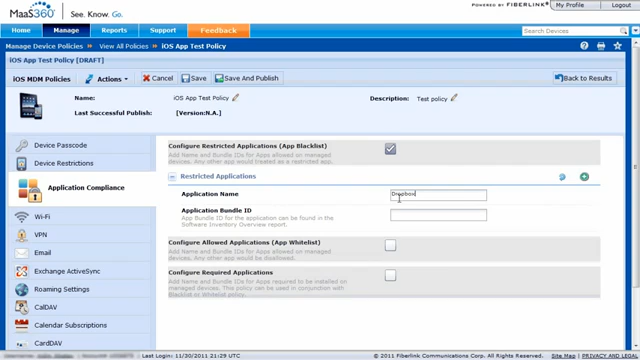 MaaS360 See. Know. Go.
POWERED BY FIBERLINK
My Profile Logout
Home Manage Reports Support Feedback
Search Devices
Manage Device Policies View All Policies iOS App Test Policy
iOS App Test Policy [DRAFT]
iOS MDM Policies Actions Cancel Save Save And Publish Back to Results
Name: iOS App Test Policy Description: Test policy
Last Successful Publish: [Version:N.A.]
Device Passcode
Device Restrictions
Application Compliance
Wi-Fi
VPN
Email
Exchange ActiveSync
Roaming Settings
CalDAV
Calendar Subscriptions
CardDAV
Configure Restricted Applications (App Blacklist)
Add Name and Bundle IDs for Apps allowed on managed
devices. Any other app would treated as a restricted app.
Restricted Applications
Application Name Dropbox
Application Bundle ID
App Bundle ID for the application can be found in the
Software Inventory Overview report.
Configure Allowed Applications (App Whitelist)
Add Name and Bundle IDs for Apps allowed on managed
devices. Any other app would be disallowed.
Configure Required Applications
Add Name and Bundle IDs for Apps required to be installed on
managed devices. This policy can be used in conjunction with
Blacklist or Whitelist policy.
Last Login: 11/30/2011 21:29 UTC
© 2011 Fiberlink Communications Corp. Site Map PRIVACY AND LEGAL